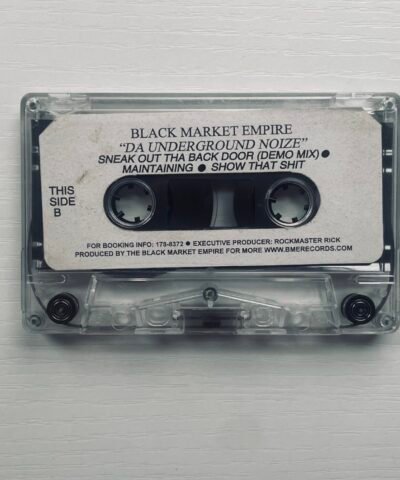 BLACK MARKET EMPIRE
"DA UNDERGROUND NOIZE"
SNEAK OUT THA BACK DOOR (DEMO MIX) ●
MAINTAINING ● SHOW THAT SHIT
THIS
SIDE
B
FOR BOOKING INFO: 178-8372 ● EXECUTIVE PRODUCER: ROCKMASTER RICK
PRODUCED BY THE BLACK MARKET EMPIRE FOR MORE WWW.BMERECORDS.COM